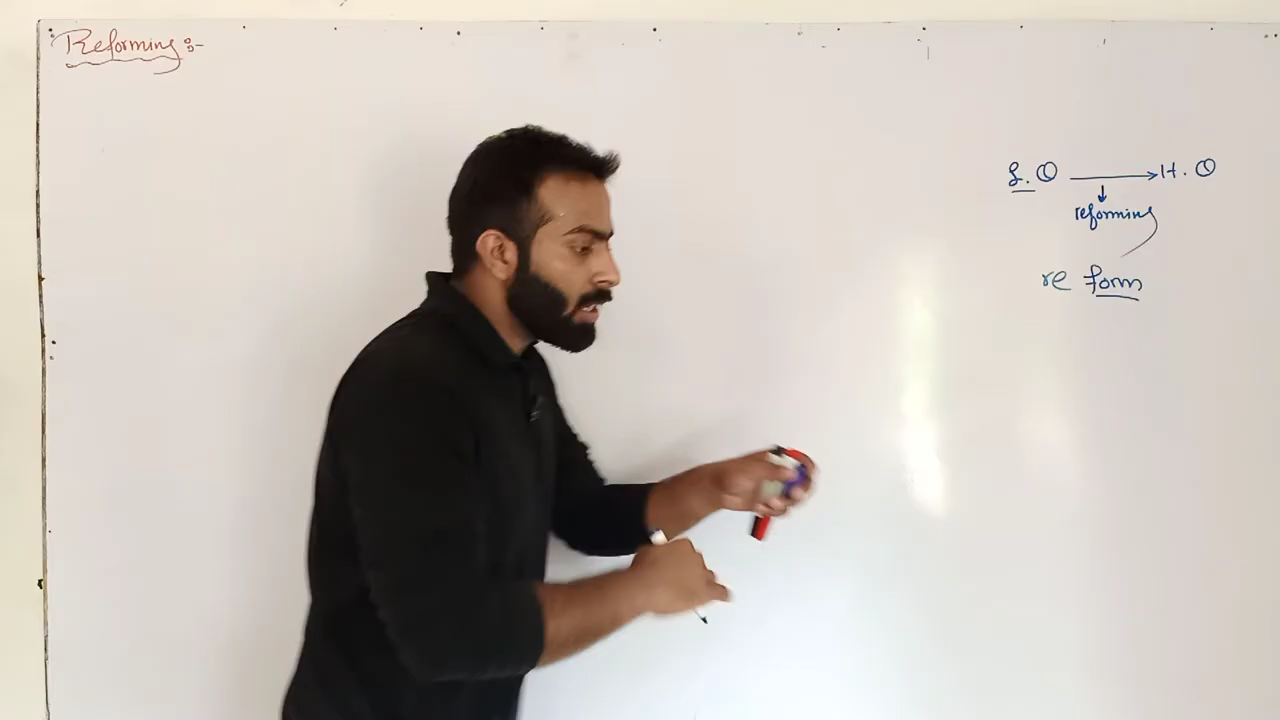 Reforming :-
L.O → H.O
↓
reforming
re form